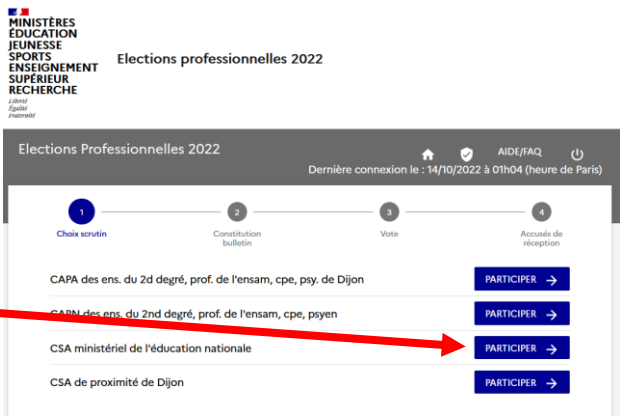 MINISTÈRES
ÉDUCATION
JEUNESSE
SPORTS
ENSEIGNEMENT
SUPÉRIEUR
RECHERCHE
Liberté
Égalité
Fraternité
Elections professionnelles 2022
Elections Professionnelles 2022
AIDE/FAQ
Dernière connexion le : 14/10/2022 à 01h04 (heure de Paris)
1
2
3
4
Choix scrutin
Constitution
bulletin
Vote
Accusés de
réception
CAPA des ens. du 2d degré, prof. de l'ensam, cpe, psy. de Dijon PARTICIPER →
CAPN des ens. du 2nd degré, prof. de l'ensam, cpe, psyen PARTICIPER →
CSA ministériel de l'éducation nationale PARTICIPER →
CSA de proximité de Dijon PARTICIPER →